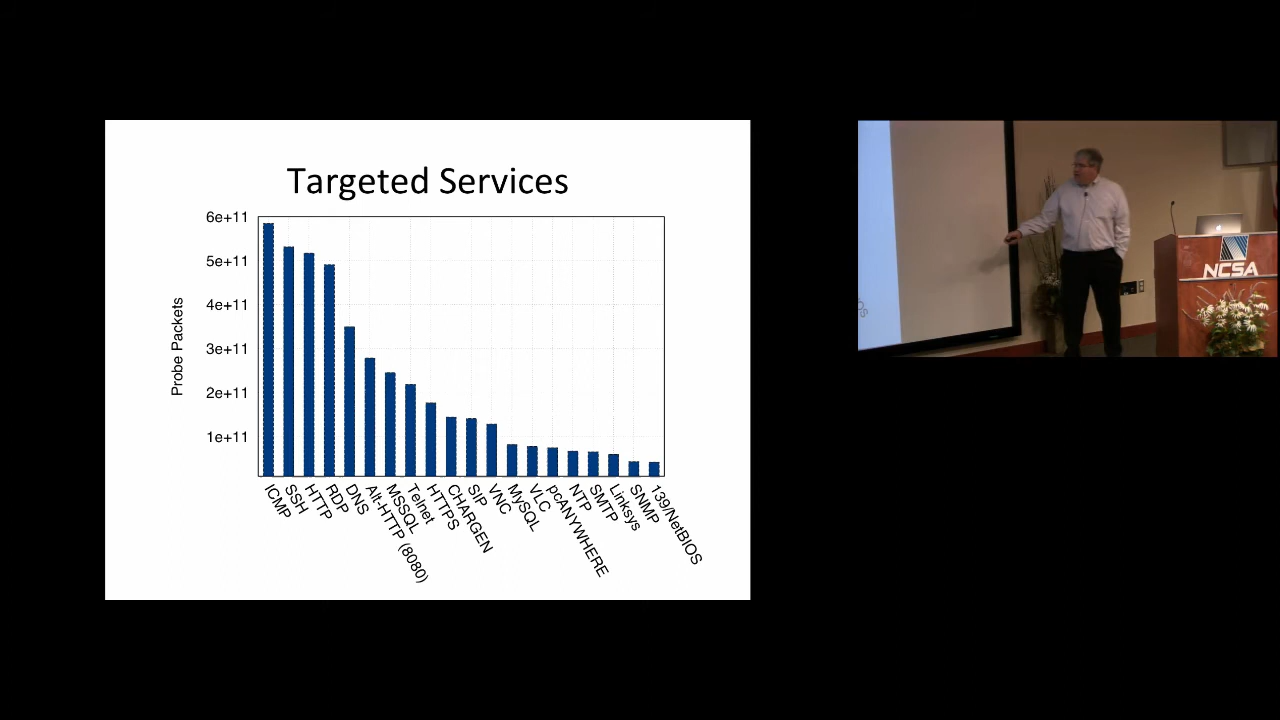 Targeted Services
6e+11
5e+11
4e+11
3e+11
2e+11
1e+11
Probe Packets
ICMP
SSH
HTTP
RDP
DNS
Alt-HTTP (8080)
MSSQL
Telnet
HTTPS
CHARGEN
SIP
VNC
MySQL
VLC
pcANYWHERE
NTP
SMTP
Linksys
SNMP
139/NetBIOS
NCSA